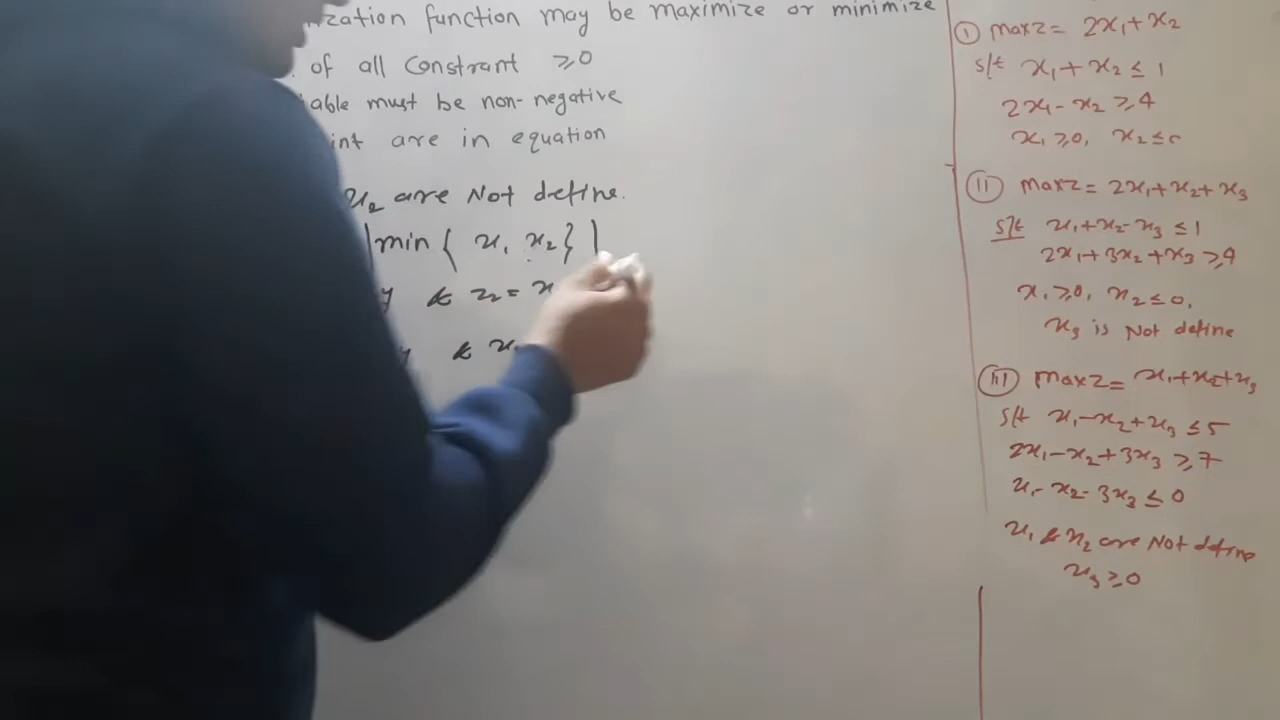 zation function may be maximize or minimize
of all Constrant ≥0
able must be non-negative
int are in equation
x₂ are Not define.
|min { x₁ x₂} |
y & z₂ = x
y & x
(I) max z = 2x₁ + x₂
s/t x₁ + x₂ ≤ 1
2x₁ - x₂ ≥ 4
x₁ ≥0, x₂ ≤0
(II) max z = 2x₁ + x₂ + x₃
s/t x₁ + x₂ - x₃ ≤ 1
2x₁ + 3x₂ + x₃ ≥ 4
x₁ ≥0, x₂ ≤ 0,
x₃ is Not define
(III) max z = x₁ + x₂ + x₃
s/t x₁ - x₂ + x₃ ≤ 5
2x₁ - x₂ + 3x₃ ≥ 7
x₁ - x₂ - 3x₃ ≤ 0
x₁ & x₂ are Not define
x₃ ≥ 0